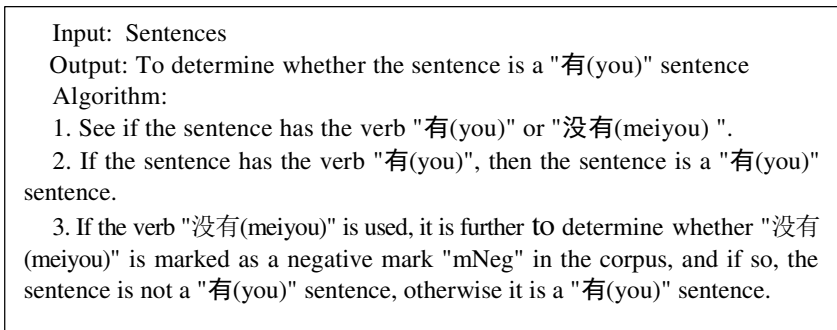 Input: Sentences
Output: To determine whether the sentence is a "有(you)" sentence
Algorithm:
1. See if the sentence has the verb "有(you)" or "没有(meiyou) ".
2. If the sentence has the verb "有(you)", then the sentence is a "有(you)"
sentence.
3. If the verb "没有(meiyou)" is used, it is further to determine whether "没有
(meiyou)" is marked as a negative mark "mNeg" in the corpus, and if so, the
sentence is not a "有(you)" sentence, otherwise it is a "有(you)" sentence.